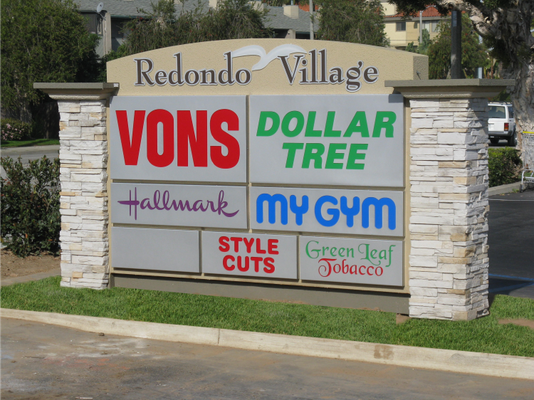 Redondo Village
VONS
DOLLAR
TREE
Hallmark
MY GYM
STYLE
CUTS
Green Leaf
Tobacco